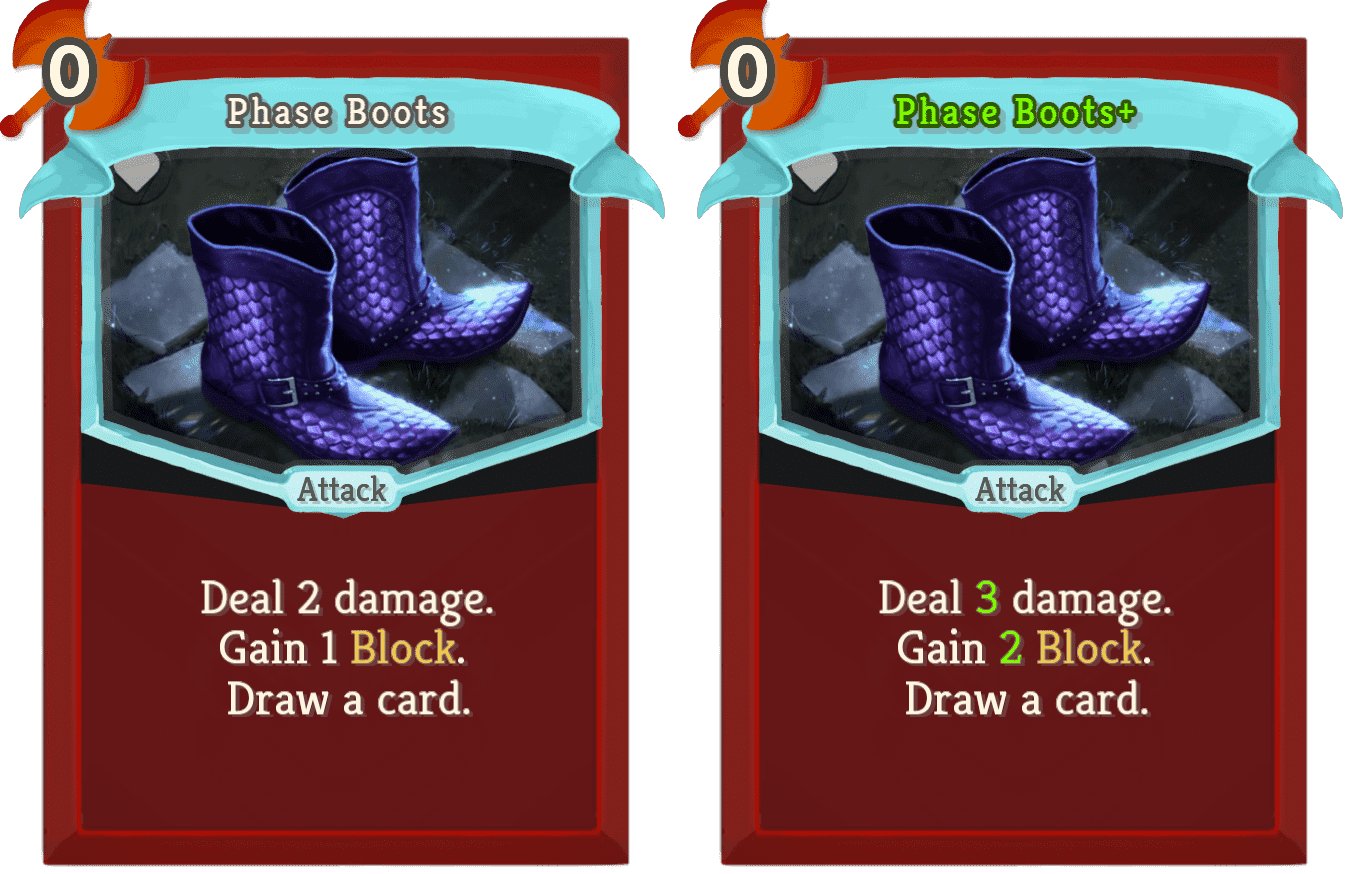 0
Phase Boots
Attack
Deal 2 damage.
Gain 1 Block.
Draw a card.
0
Phase Boots+
Attack
Deal 3 damage.
Gain 2 Block.
Draw a card.